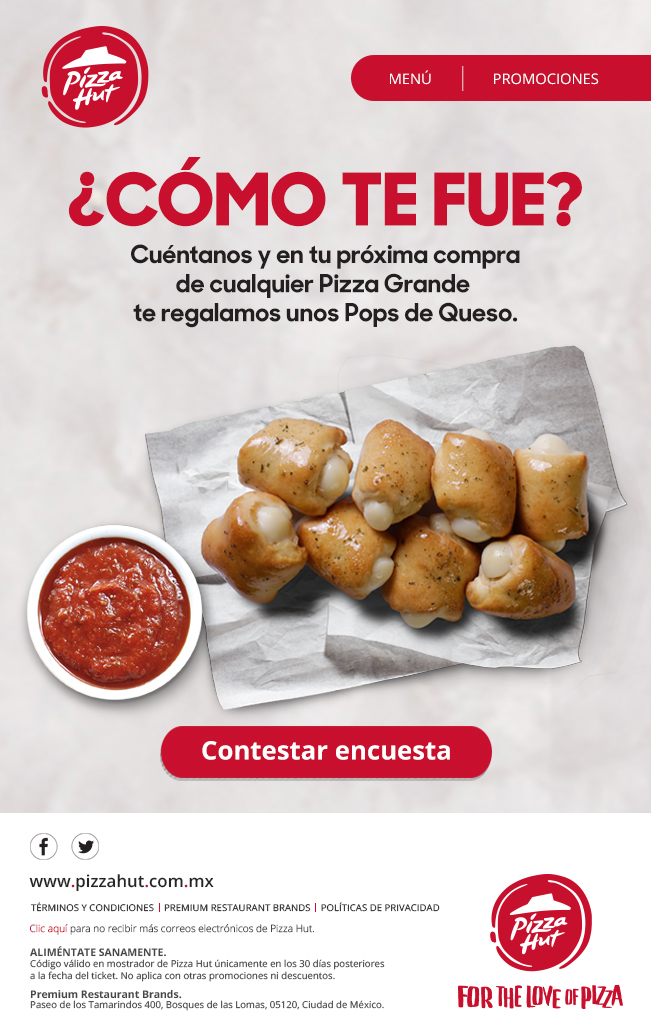 Pizza
Hut
MENÚ | PROMOCIONES
¿CÓMO TE FUE?
Cuéntanos y en tu próxima compra
de cualquier Pizza Grande
te regalamos unos Pops de Queso.
Contestar encuesta
www.pizzahut.com.mx
TÉRMINOS Y CONDICIONES | PREMIUM RESTAURANT BRANDS | POLÍTICAS DE PRIVACIDAD
Clic aquí para no recibir más correos electrónicos de Pizza Hut.
ALIMÉNTATE SANAMENTE.
Código válido en mostrador de Pizza Hut únicamente en los 30 días posteriores
a la fecha del ticket. No aplica con otras promociones ni descuentos.
Premium Restaurant Brands.
Paseo de los Tamarindos 400, Bosques de las Lomas, 05120, Ciudad de México.
Pizza
Hut
FOR THE LOVE OF PIZZA